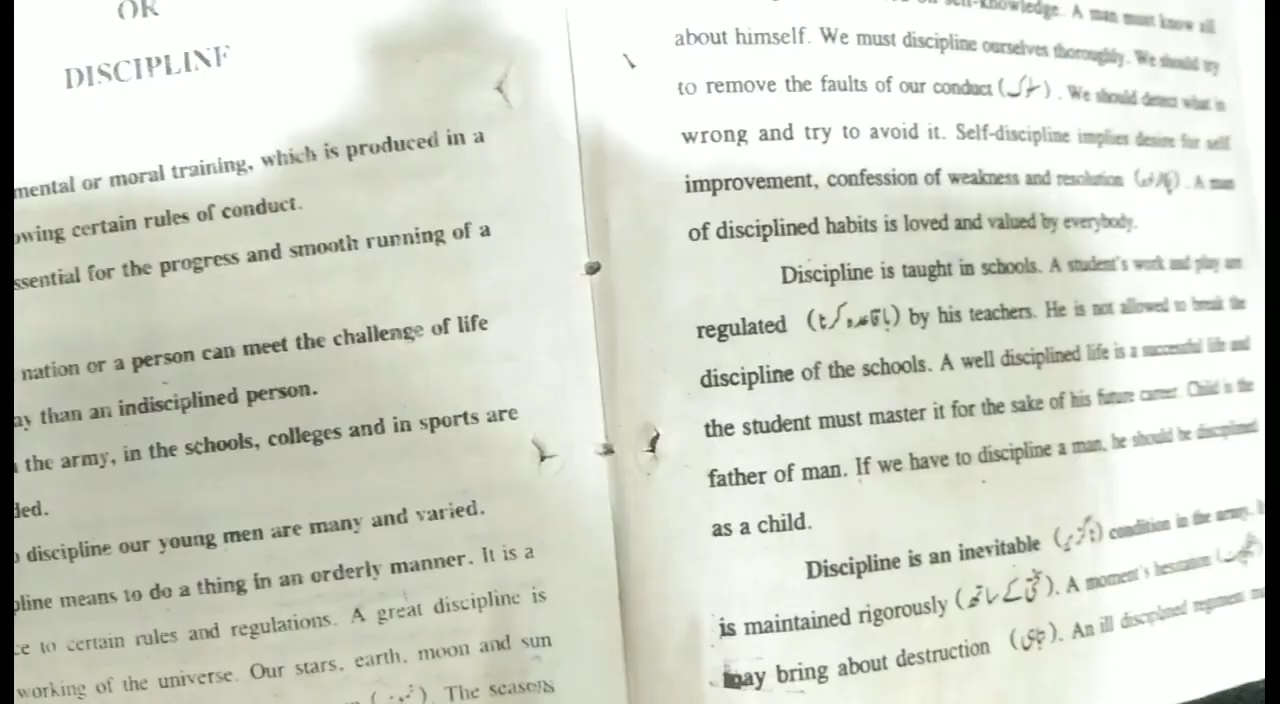 OR
DISCIPLINE
mental or moral training, which is produced in a
owing certain rules of conduct.
ssential for the progress and smooth running of a
nation or a person can meet the challenge of life
ay than an indisciplined person.
the army, in the schools, colleges and in sports are
ded.
discipline our young men are many and varied.
pline means to do a thing in an orderly manner. It is a
ce to certain rules and regulations. A great discipline is
working of the universe. Our stars, earth, moon and sun
The seasons
self-knowledge. A man must know all
about himself. We must discipline ourselves thoroughly. We should try
to remove the faults of our conduct . We should detect what is
wrong and try to avoid it. Self-discipline implies desire for self
improvement, confession of weakness and resolution . A man
of disciplined habits is loved and valued by everybody.
Discipline is taught in schools. A student's work and play are
regulated (باقاعدہ کرنا) by his teachers. He is not allowed to break the
discipline of the schools. A well disciplined life is a successful life and
the student must master it for the sake of his future career. Child is the
father of man. If we have to discipline a man, he should be disciplined
as a child.
Discipline is an inevitable (ناگزیر) condition in the army. It
is maintained rigorously (سختی کے ساتھ). A moment's hesitation
may bring about destruction (تباہی). An ill disciplined regiment